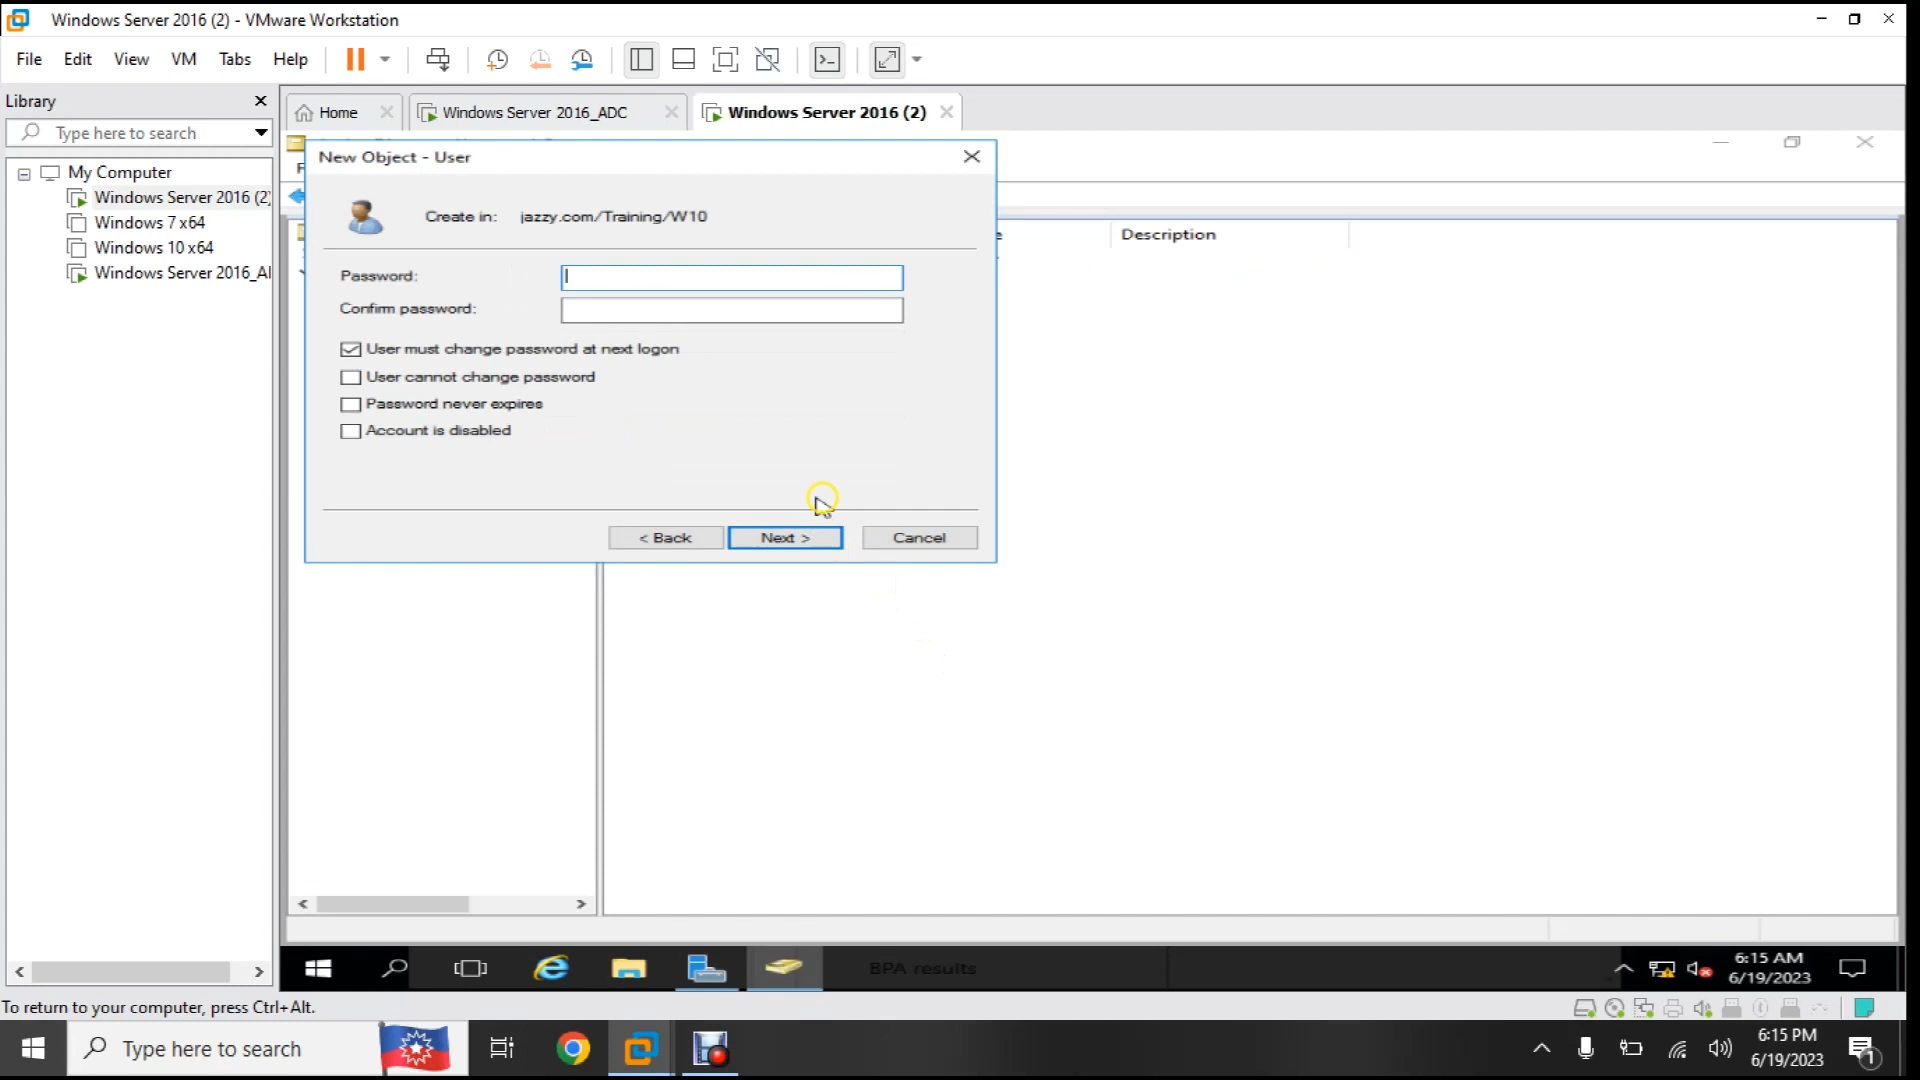 Windows Server 2016 (2) - VMware Workstation
File Edit View VM Tabs Help
Library
Type here to search
My Computer
Windows Server 2016 (2)
Windows 7 x64
Windows 10 x64
Windows Server 2016_AI
Home
Windows Server 2016_ADC
Windows Server 2016 (2)
New Object - User
Create in: jazzy.com/Training/W10
Password:
Confirm password:
User must change password at next logon
User cannot change password
Password never expires
Account is disabled
< Back
Next >
Cancel
Description
BPA results
6:15 AM
6/19/2023
To return to your computer, press Ctrl+Alt.
Type here to search
6:15 PM
6/19/2023
1